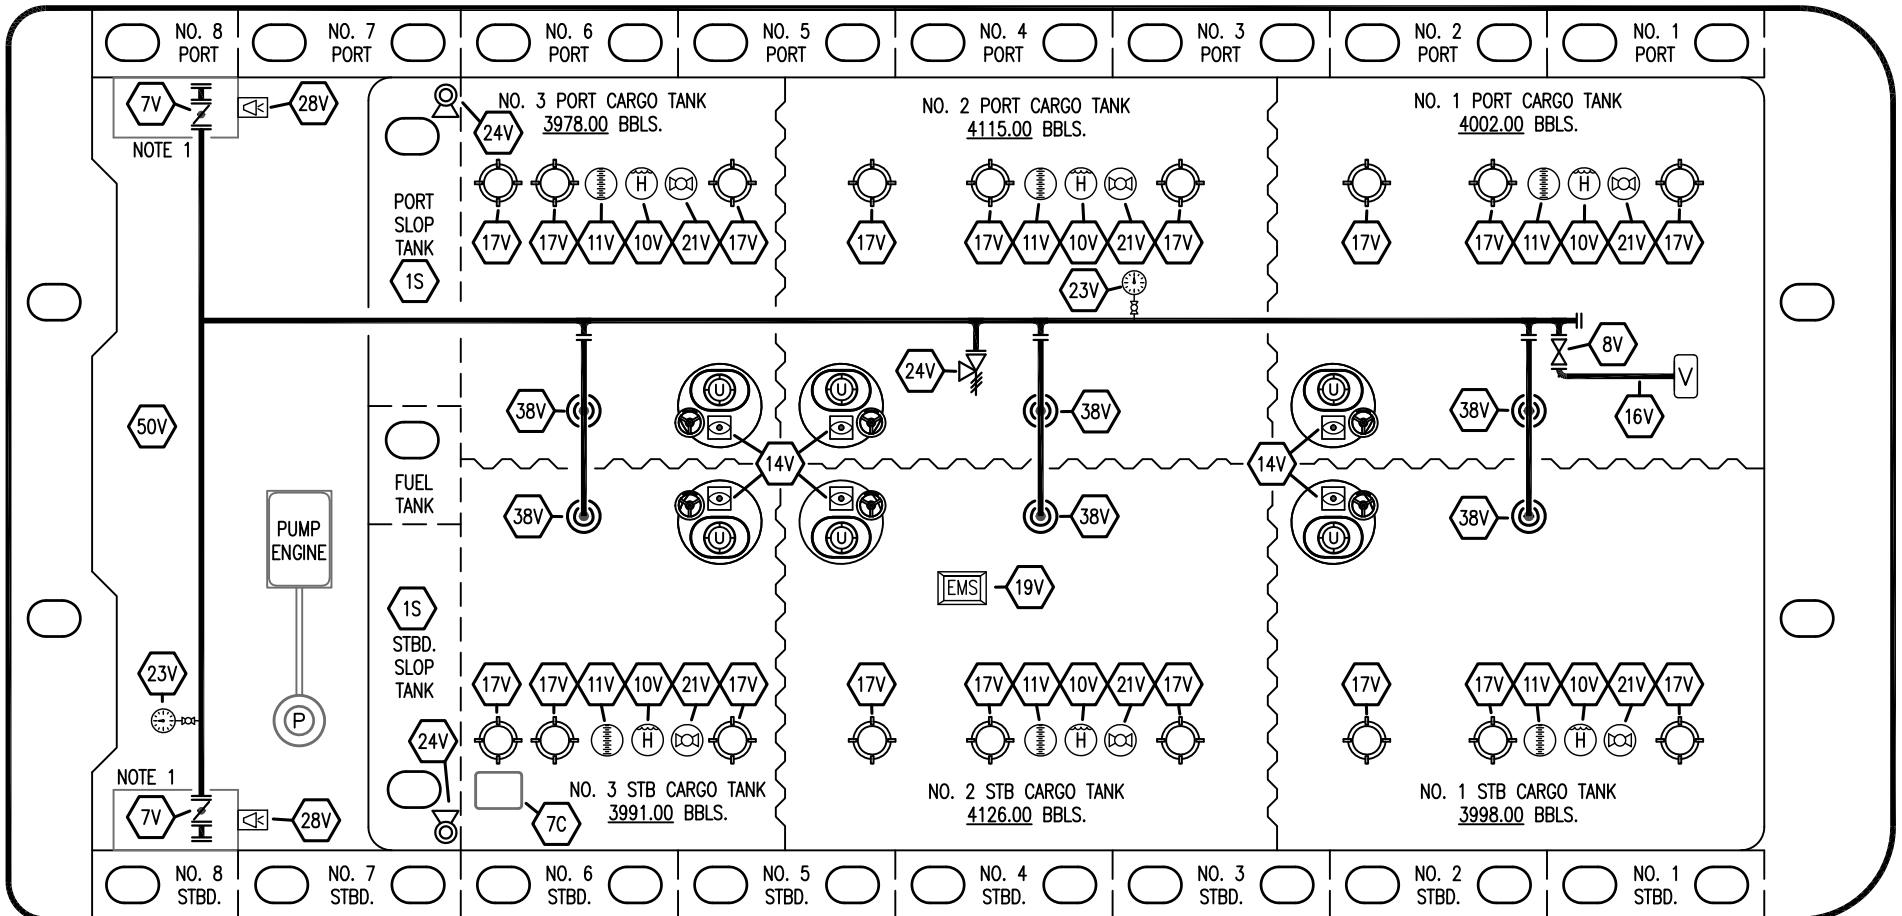 NO. 8
PORT
NO. 7
PORT
NO. 6
PORT
NO. 5
PORT
NO. 4
PORT
NO. 3
PORT
NO. 2
PORT
NO. 1
PORT
7V
28V
NOTE 1
24V
NO. 3 PORT CARGO TANK
3978.00 BBLS.
NO. 2 PORT CARGO TANK
4115.00 BBLS.
NO. 1 PORT CARGO TANK
4002.00 BBLS.
H
H
H
PORT
SLOP
TANK
1S
17V
17V
11V
10V
21V
17V
17V
17V
11V
10V
21V
17V
17V
17V
11V
10V
21V
17V
23V
24V
8V
V
16V
U
U
U
38V
38V
38V
50V
14V
14V
FUEL
TANK
38V
38V
38V
U
U
U
PUMP
ENGINE
EMS
19V
1S
STBD.
SLOP
TANK
23V
P
17V
17V
11V
10V
21V
17V
17V
17V
11V
10V
21V
17V
17V
17V
11V
10V
21V
17V
24V
H
H
H
NOTE 1
7V
28V
7C
NO. 3 STB CARGO TANK
3991.00 BBLS.
NO. 2 STB CARGO TANK
4126.00 BBLS.
NO. 1 STB CARGO TANK
3998.00 BBLS.
NO. 8
STBD.
NO. 7
STBD.
NO. 6
STBD.
NO. 5
STBD.
NO. 4
STBD.
NO. 3
STBD.
NO. 2
STBD.
NO. 1
STBD.